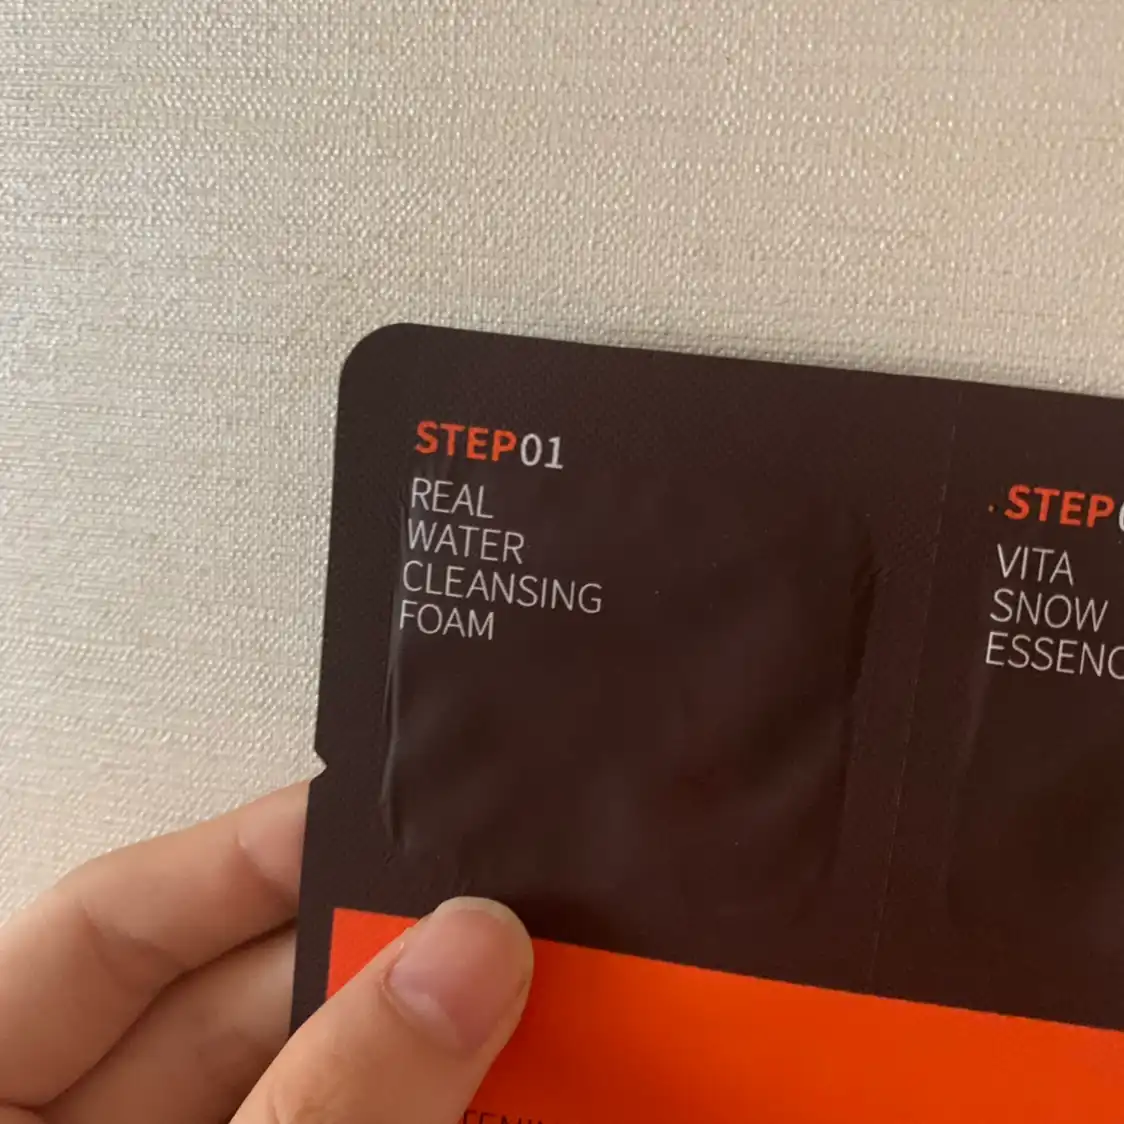 STEP01
REAL
WATER
CLEANSING
FOAM
STEP
VITA
SNOW